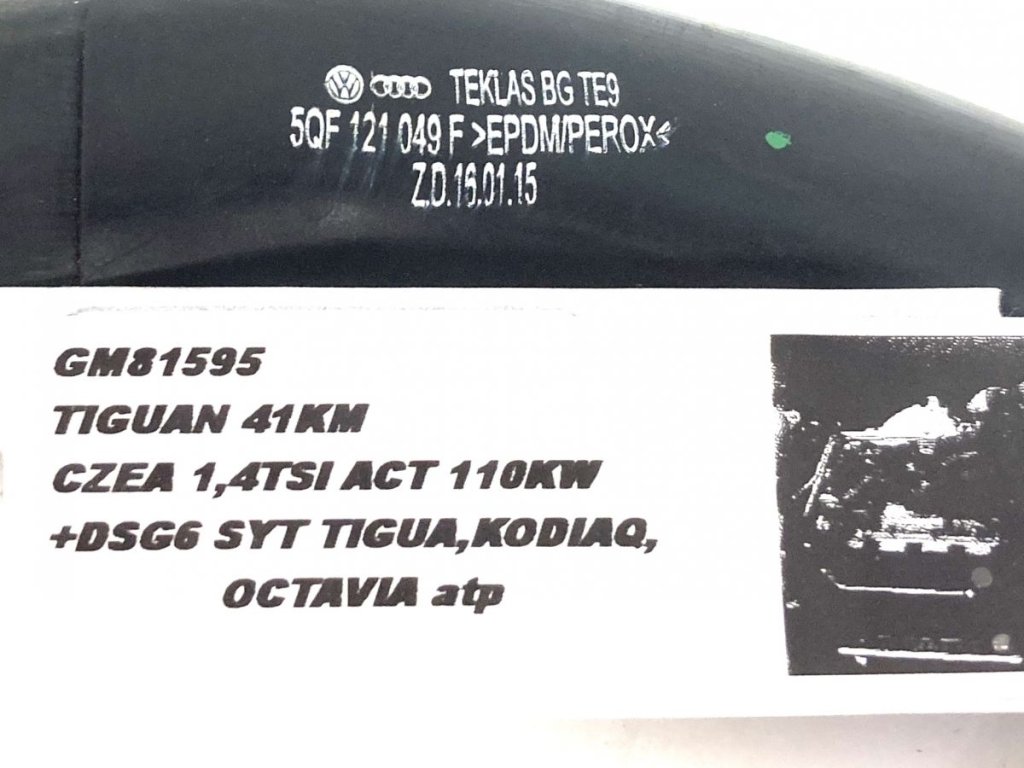 TEKLAS BG TE9
5QF 121 049 F >EPDM/PEROX<
Z.D.16.01.15
GM81595
TIGUAN 41KM
CZEA 1,4TSI ACT 110KW
+DSG6 SYT TIGUA,KODIAQ,
OCTAVIA atp